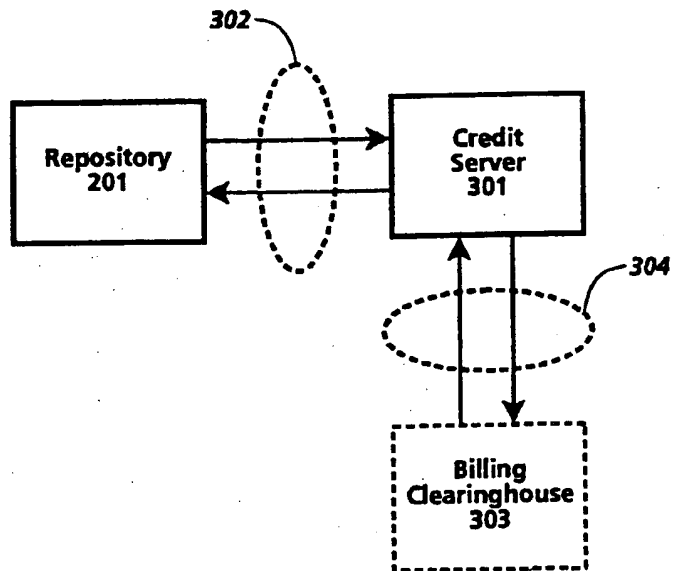 302
Repository
201
Credit
Server
301
304
Billing
Clearinghouse
303